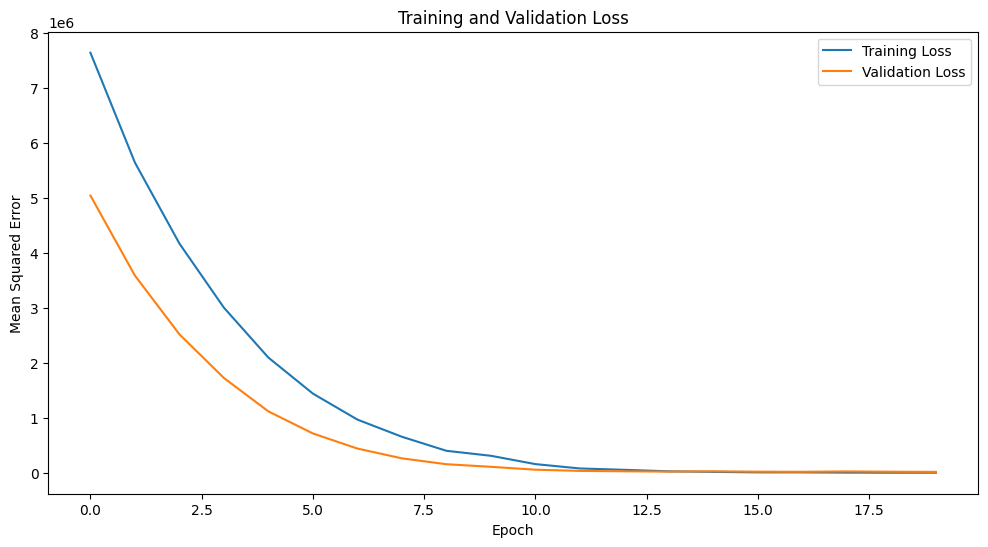 Training and Validation Loss
1e6
Training Loss
Validation Loss
8
7
6
5
4
3
2
1
0
Mean Squared Error
0.0 2.5 5.0 7.5 10.0 12.5 15.0 17.5
Epoch